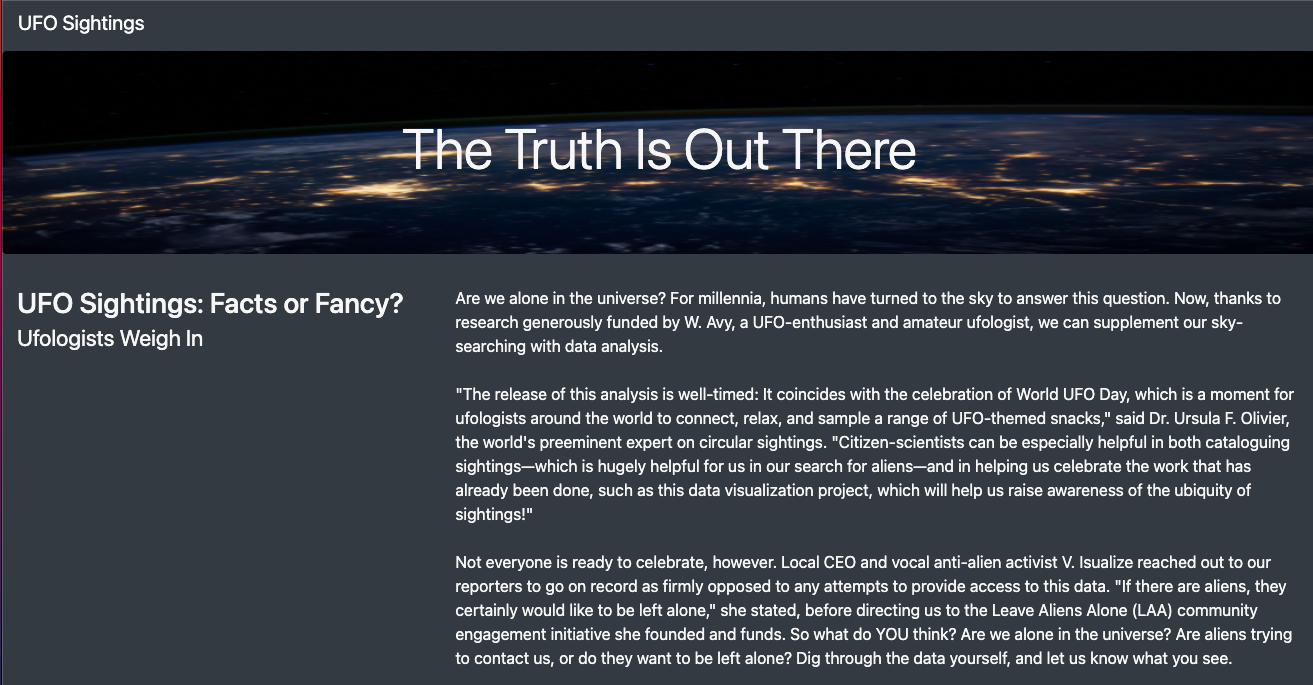 UFO Sightings
The Truth Is Out There
UFO Sightings: Facts or Fancy?
Ufologists Weigh In
Are we alone in the universe? For millennia, humans have turned to the sky to answer this question. Now, thanks to
research generously funded by W. Avy, a UFO-enthusiast and amateur ufologist, we can supplement our sky-
searching with data analysis.
"The release of this analysis is well-timed: It coincides with the celebration of World UFO Day, which is a moment for
ufologists around the world to connect, relax, and sample a range of UFO-themed snacks," said Dr. Ursula F. Olivier,
the world's preeminent expert on circular sightings. "Citizen-scientists can be especially helpful in both cataloguing
sightings—which is hugely helpful for us in our search for aliens—and in helping us celebrate the work that has
already been done, such as this data visualization project, which will help us raise awareness of the ubiquity of
sightings!"
Not everyone is ready to celebrate, however. Local CEO and vocal anti-alien activist V. Isualize reached out to our
reporters to go on record as firmly opposed to any attempts to provide access to this data. "If there are aliens, they
certainly would like to be left alone," she stated, before directing us to the Leave Aliens Alone (LAA) community
engagement initiative she founded and funds. So what do YOU think? Are we alone in the universe? Are aliens trying
to contact us, or do they want to be left alone? Dig through the data yourself, and let us know what you see.